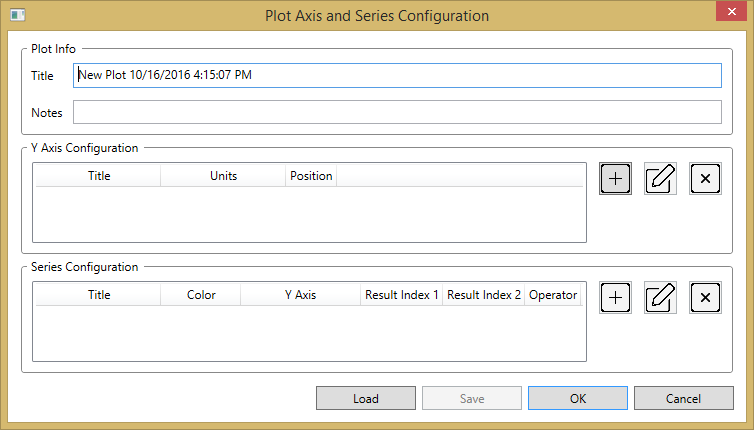 Plot Axis and Series Configuration
Plot Info
Title New Plot 10/16/2016 4:15:07 PM
Notes
Y Axis Configuration
Title Units Position
Series Configuration
Title Color Y Axis Result Index 1 Result Index 2 Operator
Load Save OK Cancel